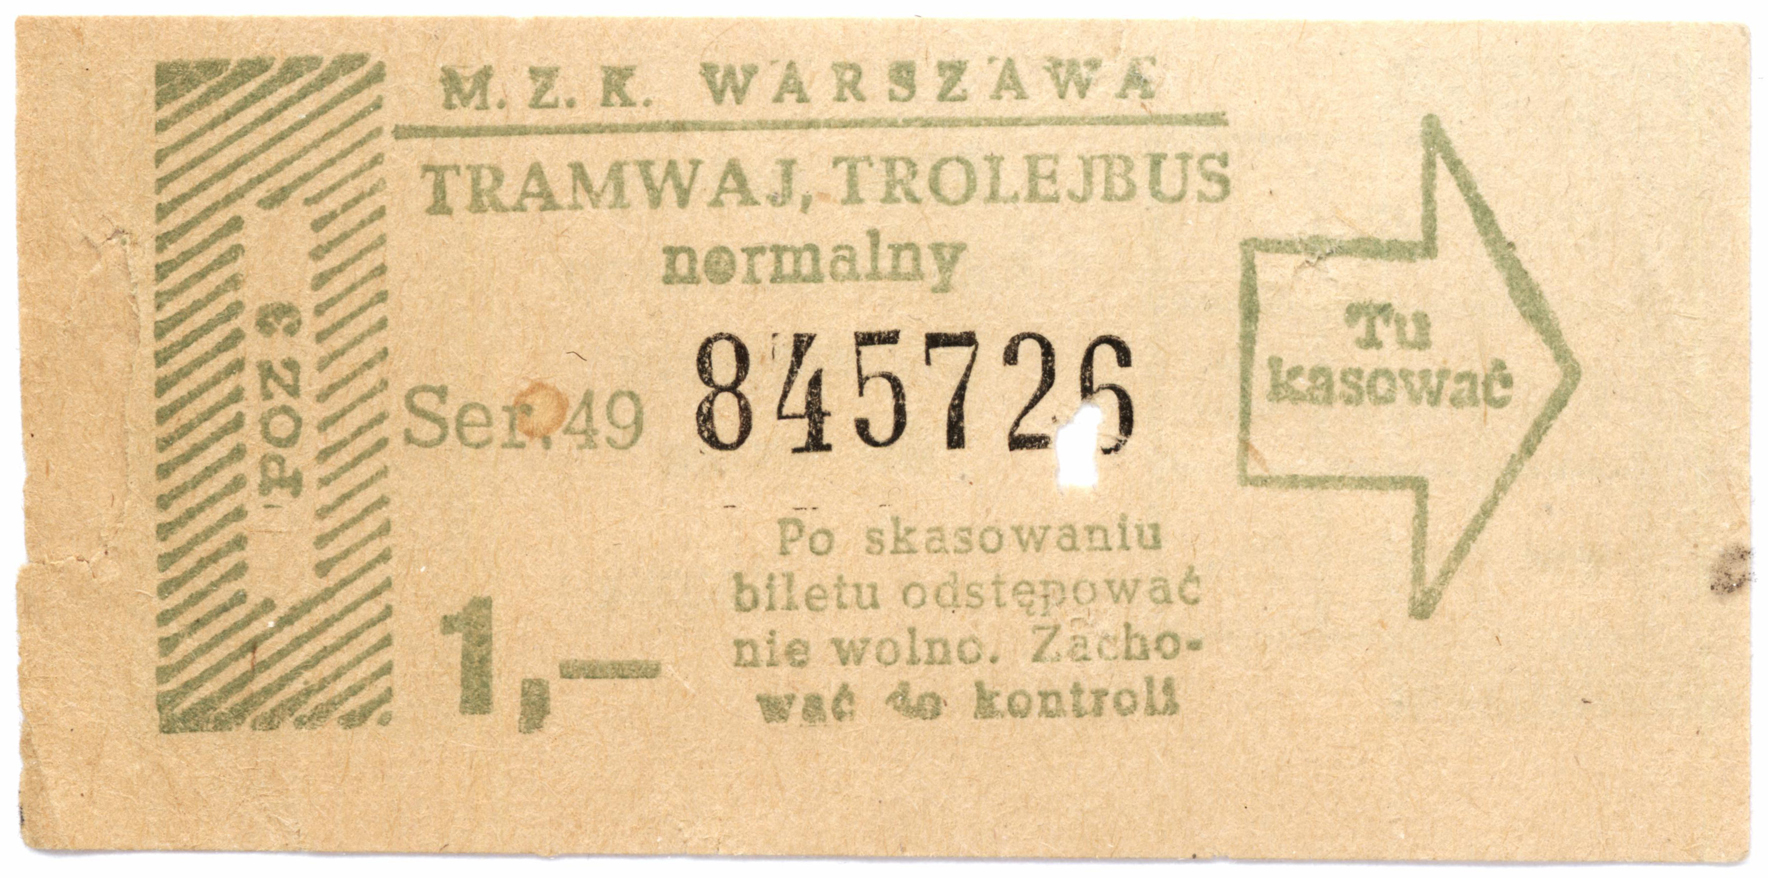 M. Z. K. WARSZAWA
TRAMWAJ, TROLEJBUS
normalny
POZ 3
Ser. 49 845726
Tu
kasować
1,—
Po skasowaniu
biletu odstępować
nie wolno. Zacho-
wać do kontroli